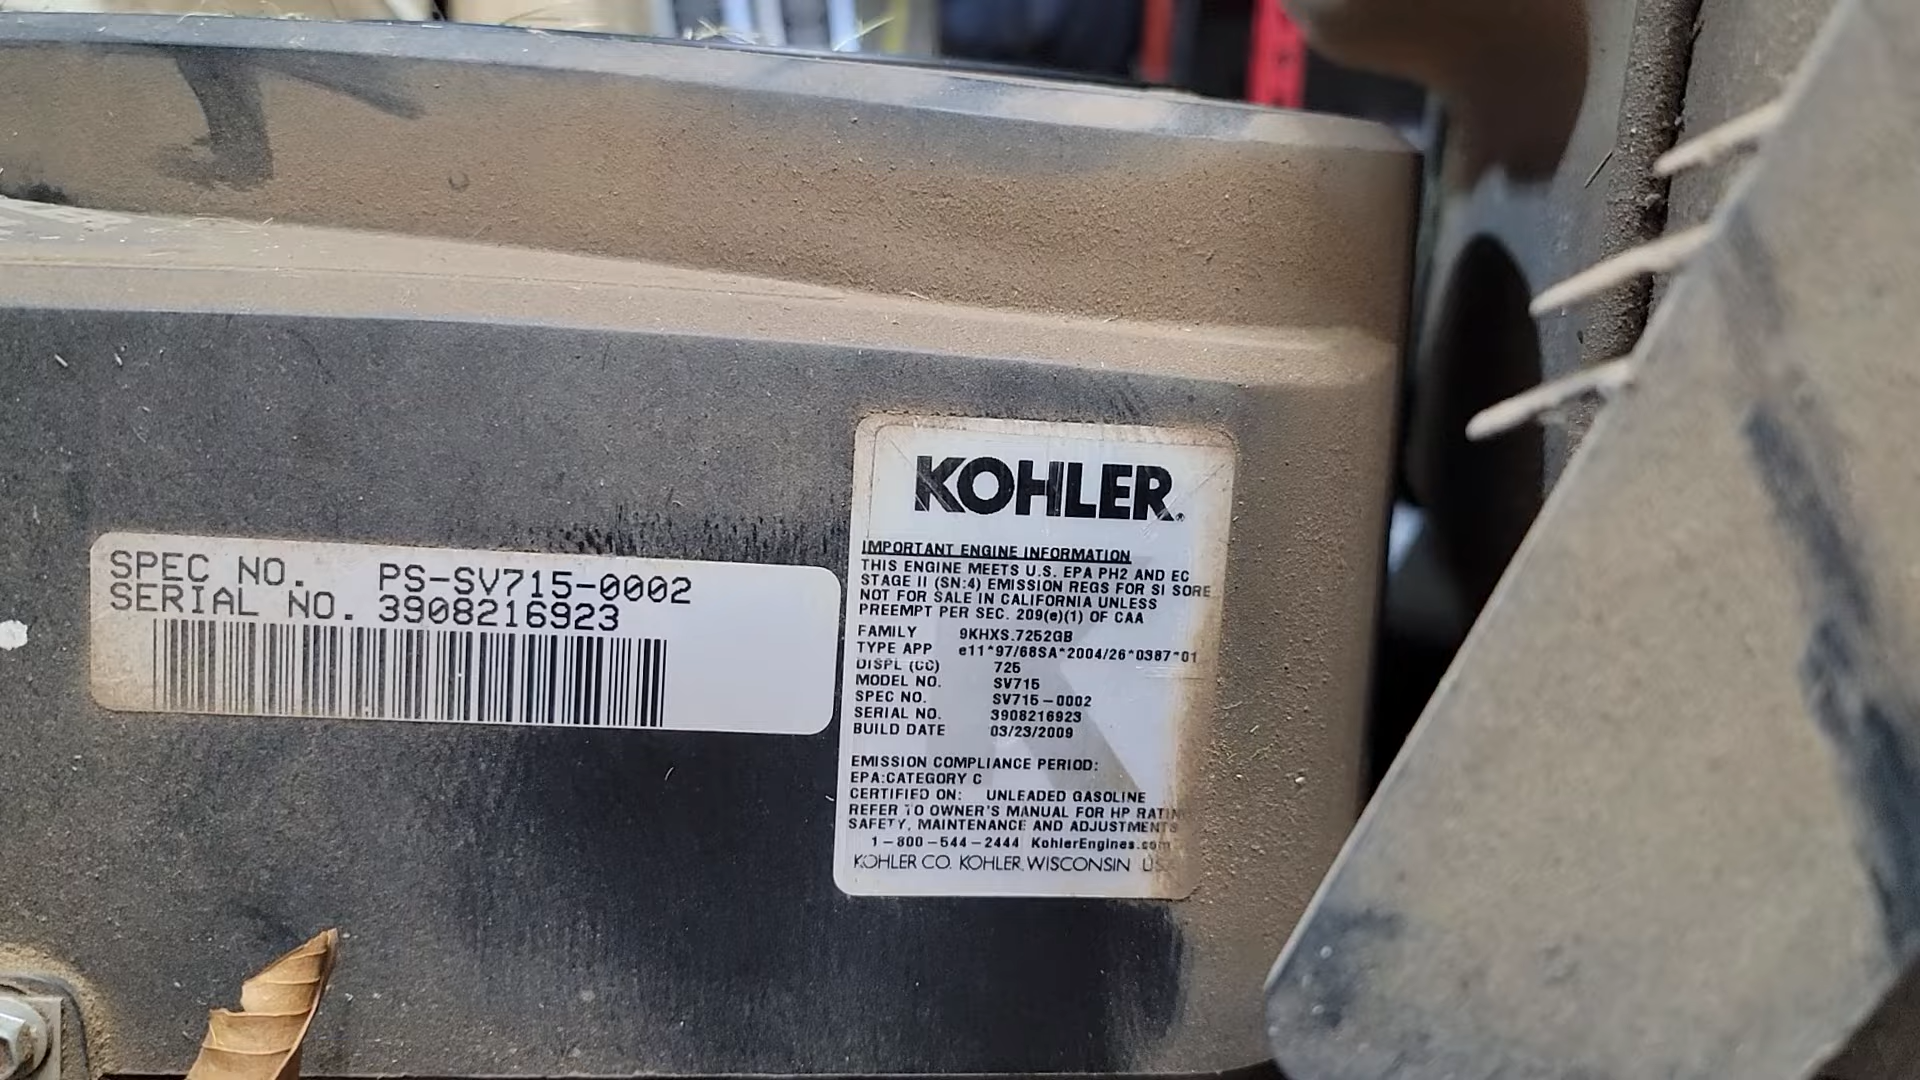 SPEC NO. PS-SV715-0002
SERIAL NO. 3908216923
KOHLER.
IMPORTANT ENGINE INFORMATION
THIS ENGINE MEETS U.S. EPA PH2 AND EC
STAGE II (SN:4) EMISSION REGS FOR SI SORE
NOT FOR SALE IN CALIFORNIA UNLESS
PREEMPT PER SEC. 209(e)(1) OF CAA
FAMILY 9KHXS.7252GB
TYPE APP e11*97/68SA*2004/26*0387*01
DISPL (CC) 725
MODEL NO. SV715
SPEC NO. SV715-0002
SERIAL NO. 3908216923
BUILD DATE 03/23/2009
EMISSION COMPLIANCE PERIOD:
EPA:CATEGORY C
CERTIFIED ON: UNLEADED GASOLINE
REFER TO OWNER'S MANUAL FOR HP
SAFETY, MAINTENANCE AND ADJUSTMENTS
1-800-544-2444 KohlerEngines.com
KOHLER CO. KOHLER, WISCONSIN